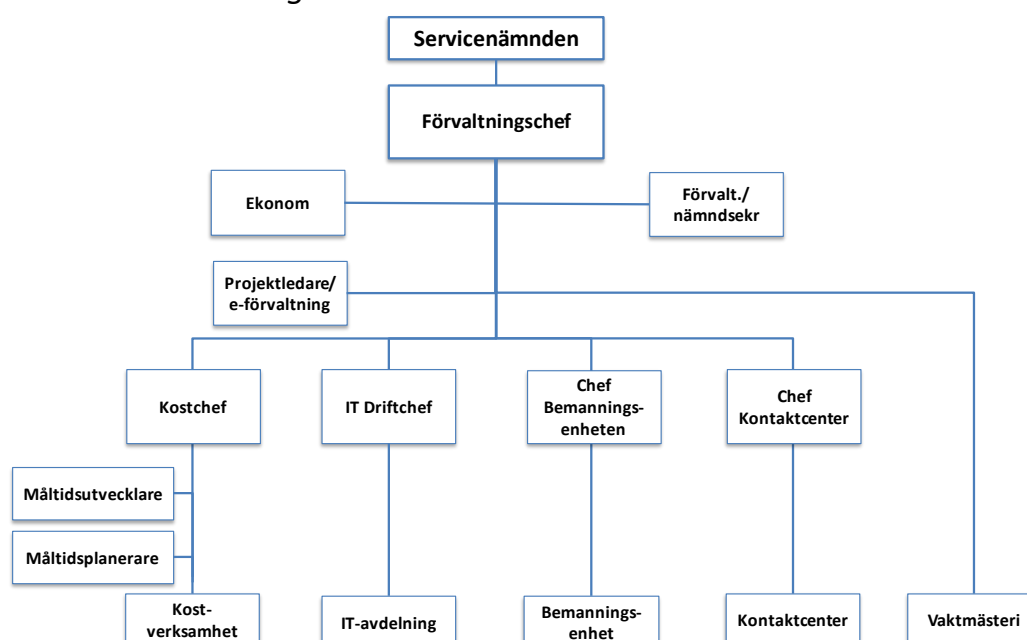 Servicenämnden
Förvaltningschef
Ekonom
Förvalt./
nämndsekr
Projektledare/
e-förvaltning
Kostchef
IT Driftchef
Chef
Bemannings-
enheten
Chef
Kontaktcenter
Måltidsutvecklare
Måltidsplanerare
Kost-
verksamhet
IT-avdelning
Bemannings-
enhet
Kontaktcenter
Vaktmästeri